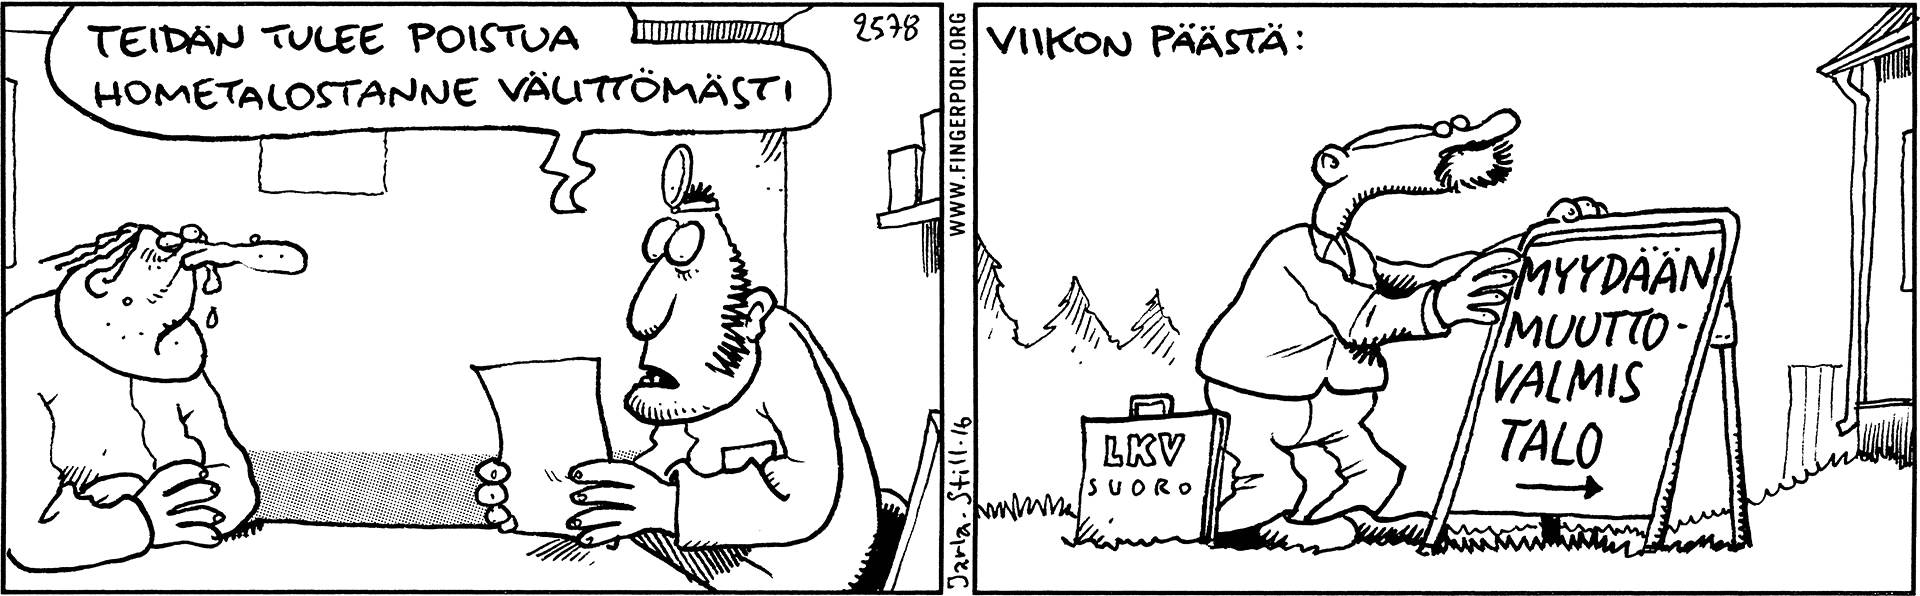 TEIDÄN TULEE POISTUA
HOMETALOSTANNE VÄLITTÖMÄSTI
2578
WWW.FINGERPORI.ORG
Jarla-Still.16
VIIKON PÄÄSTÄ:
MYYDÄÄN
MUUTTO-
VALMIS
TALO
LKV
SUORO